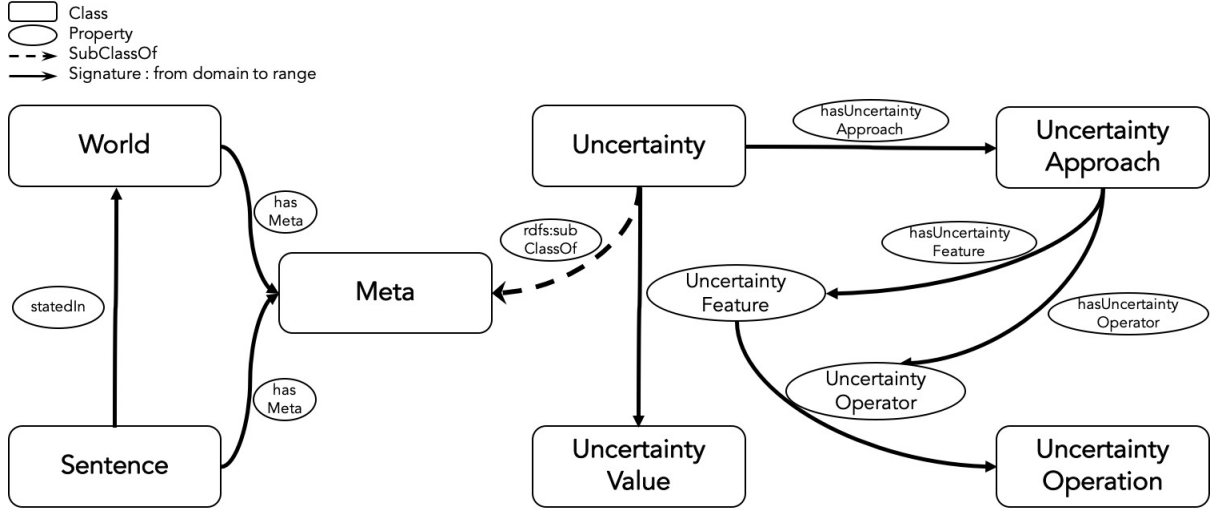 Class
Property
SubClassOf
Signature : from domain to range
World
Uncertainty
hasUncertainty
Approach
Uncertainty
Approach
has
Meta
rdfs:sub
ClassOf
hasUncertainty
Feature
Meta
Uncertainty
Feature
statedIn
hasUncertainty
Operator
has
Meta
Uncertainty
Operator
Sentence
Uncertainty
Value
Uncertainty
Operation